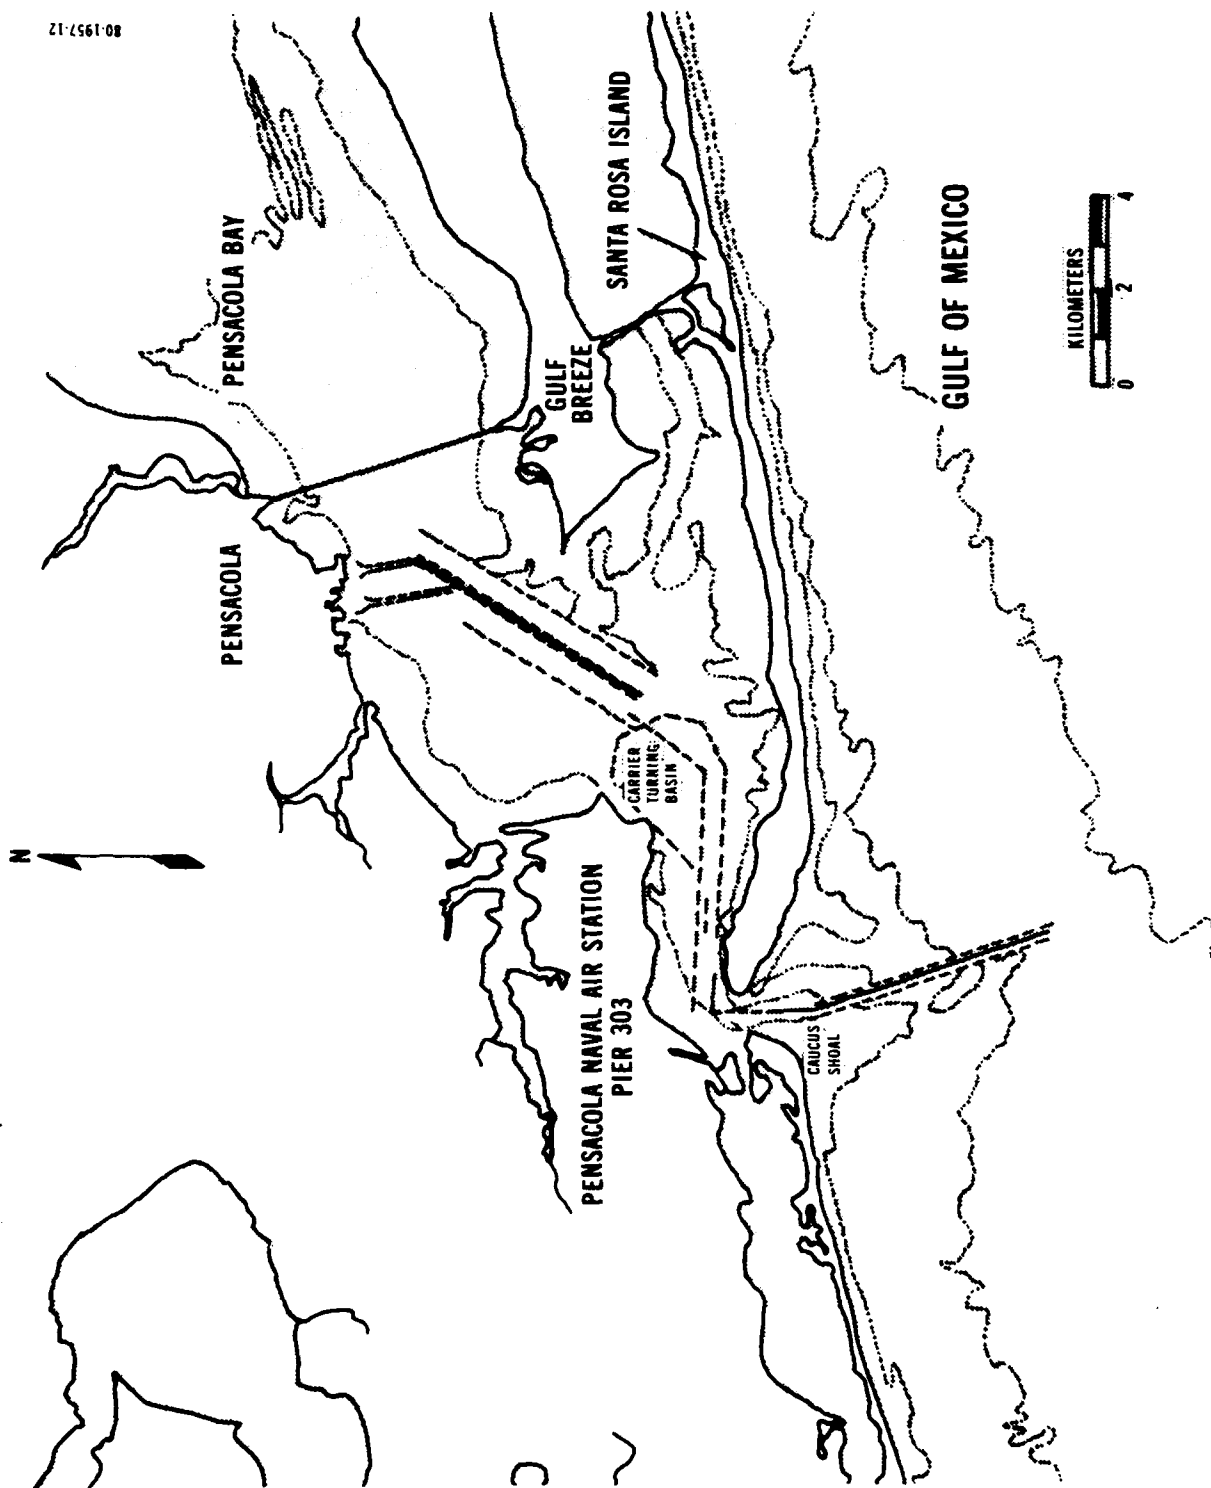 80-1957-12
N
PENSACOLA BAY
PENSACOLA
GULF
BREEZE
SANTA ROSA ISLAND
CARRIER
TURNING
BASIN
PENSACOLA NAVAL AIR STATION
PIER 303
CAUCUS
SHOAL
GULF OF MEXICO
KILOMETERS
0 2 4